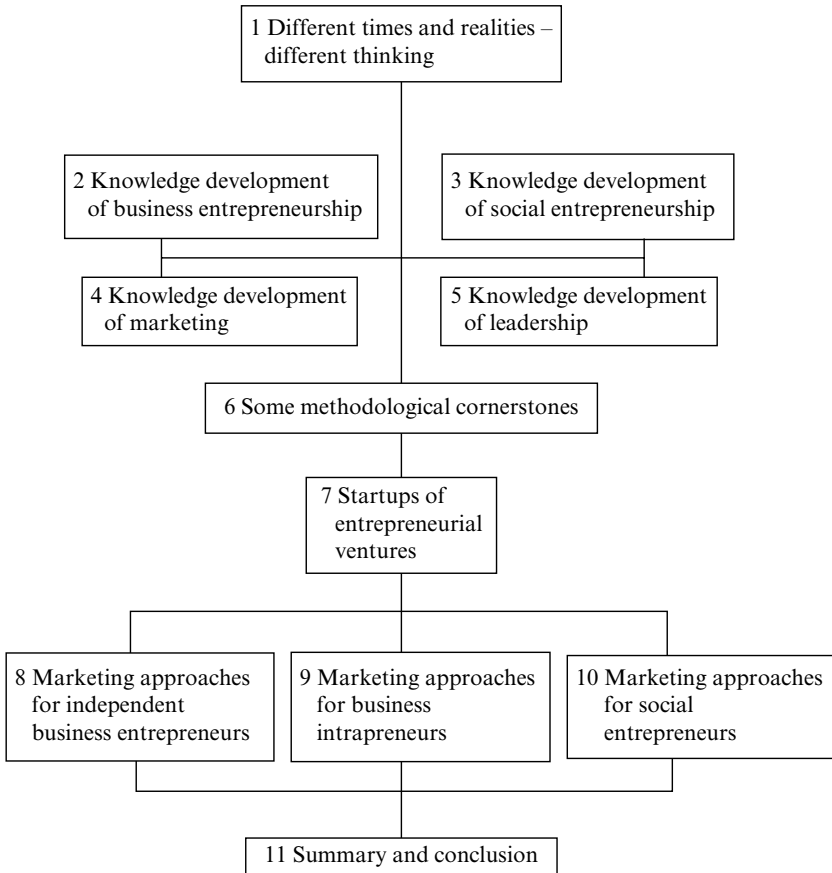 1 Different times and realities –
different thinking
2 Knowledge development
of business entrepreneurship
3 Knowledge development
of social entrepreneurship
4 Knowledge development
of marketing
5 Knowledge development
of leadership
6 Some methodological cornerstones
7 Startups of
entrepreneurial
ventures
8 Marketing approaches
for independent
business entrepreneurs
9 Marketing approaches
for business
intrapreneurs
10 Marketing approaches
for social
entrepreneurs
11 Summary and conclusion